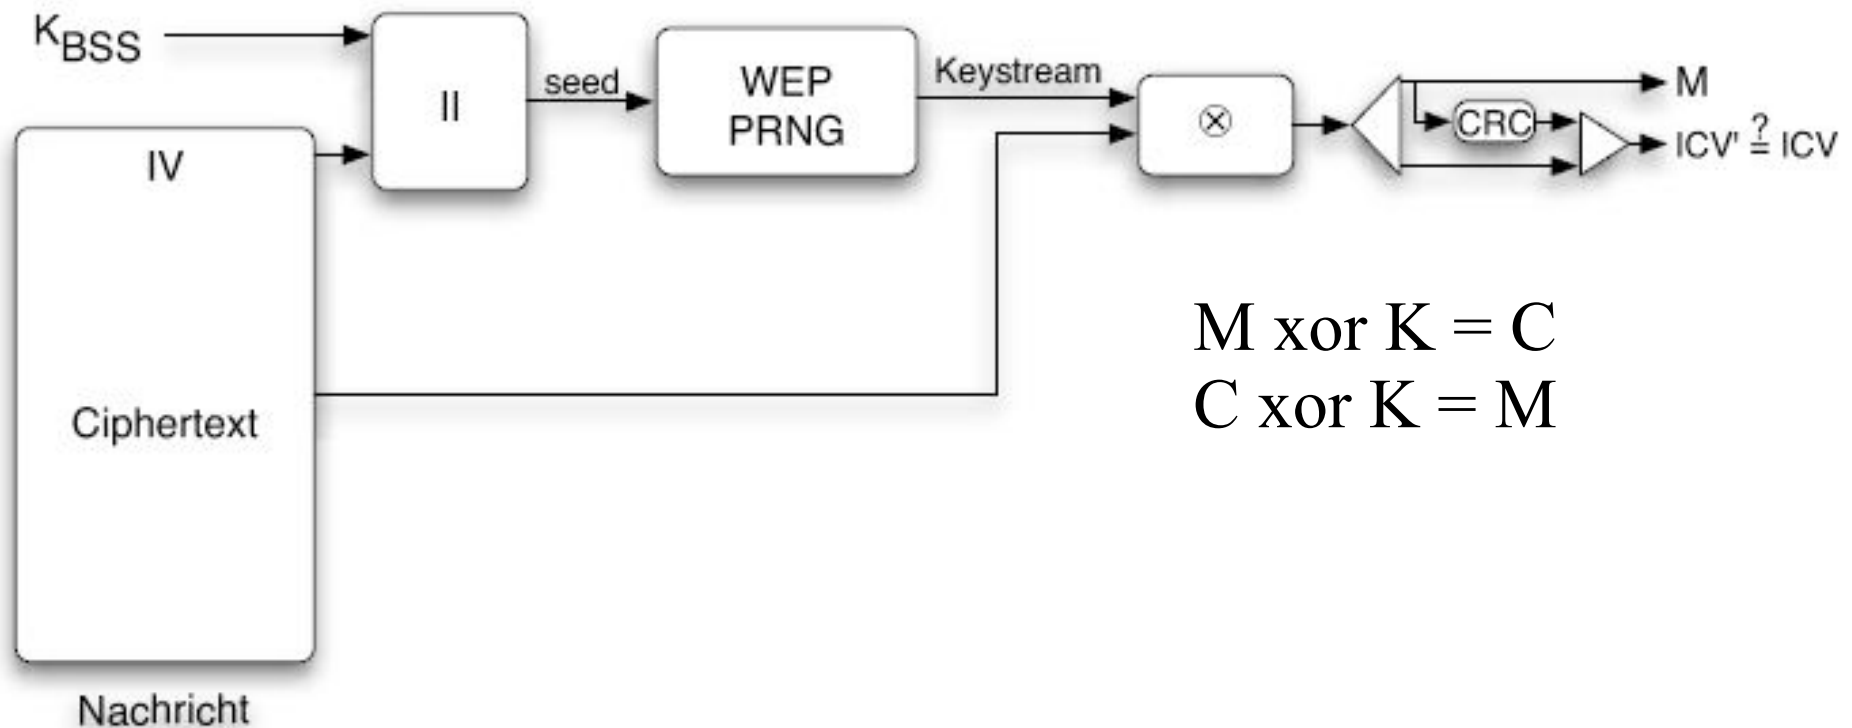 K_BSS
IV
II
seed
WEP
PRNG
Keystream
⊗
CRC
M
ICV' ≟ ICV
M xor K = C
C xor K = M
Ciphertext
Nachricht